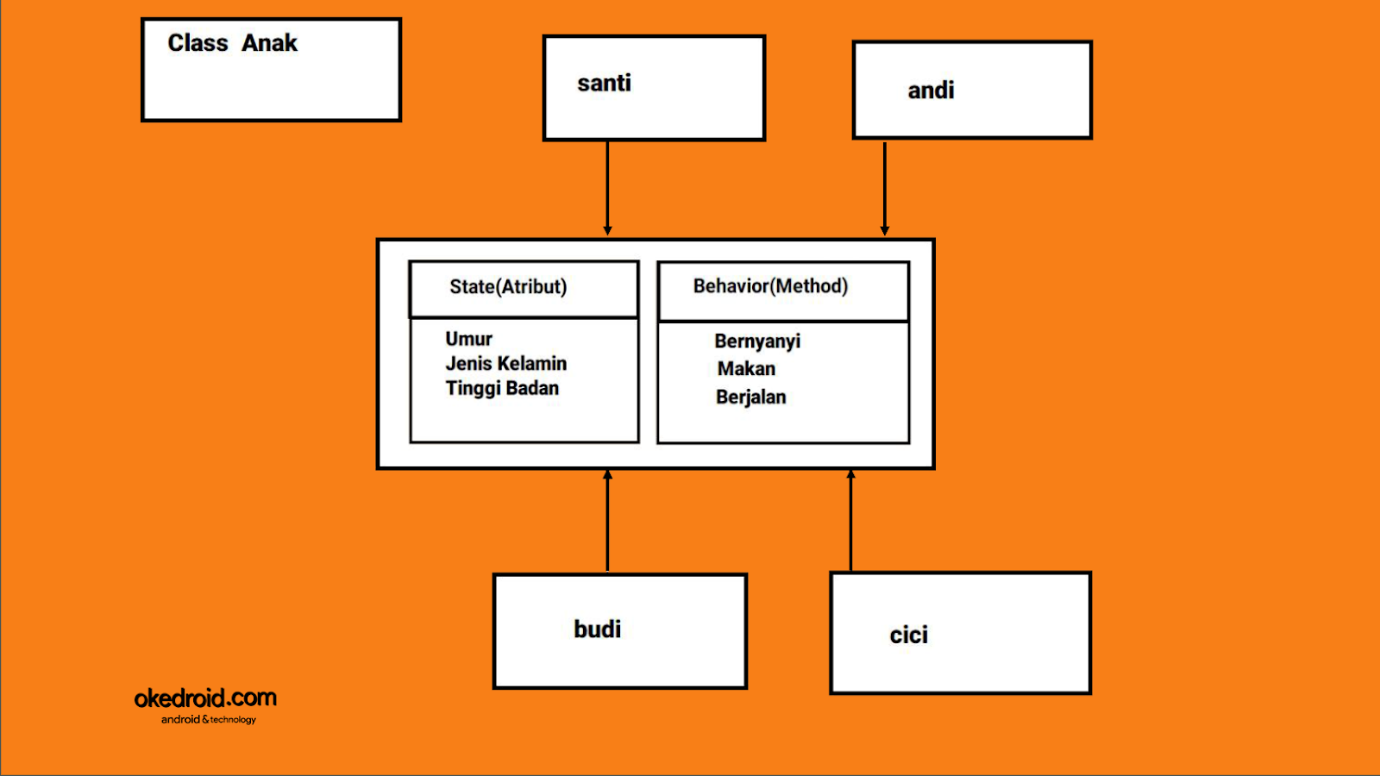 Class Anak
santi
andi
State(Atribut)
Umur
Jenis Kelamin
Tinggi Badan
Behavior(Method)
Bernyanyi
Makan
Berjalan
budi
cici
okedroid.com
android & technology